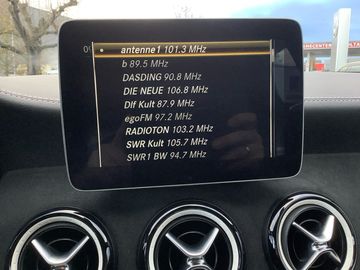 antenne1 101.3 MHz
b 89.5 MHz
DASDING 90.8 MHz
DIE NEUE 106.8 MHz
Dlf Kult 87.9 MHz
egoFM 97.2 MHz
RADIOTON 103.2 MHz
SWR Kult 105.7 MHz
SWR1 BW 94.7 MHz